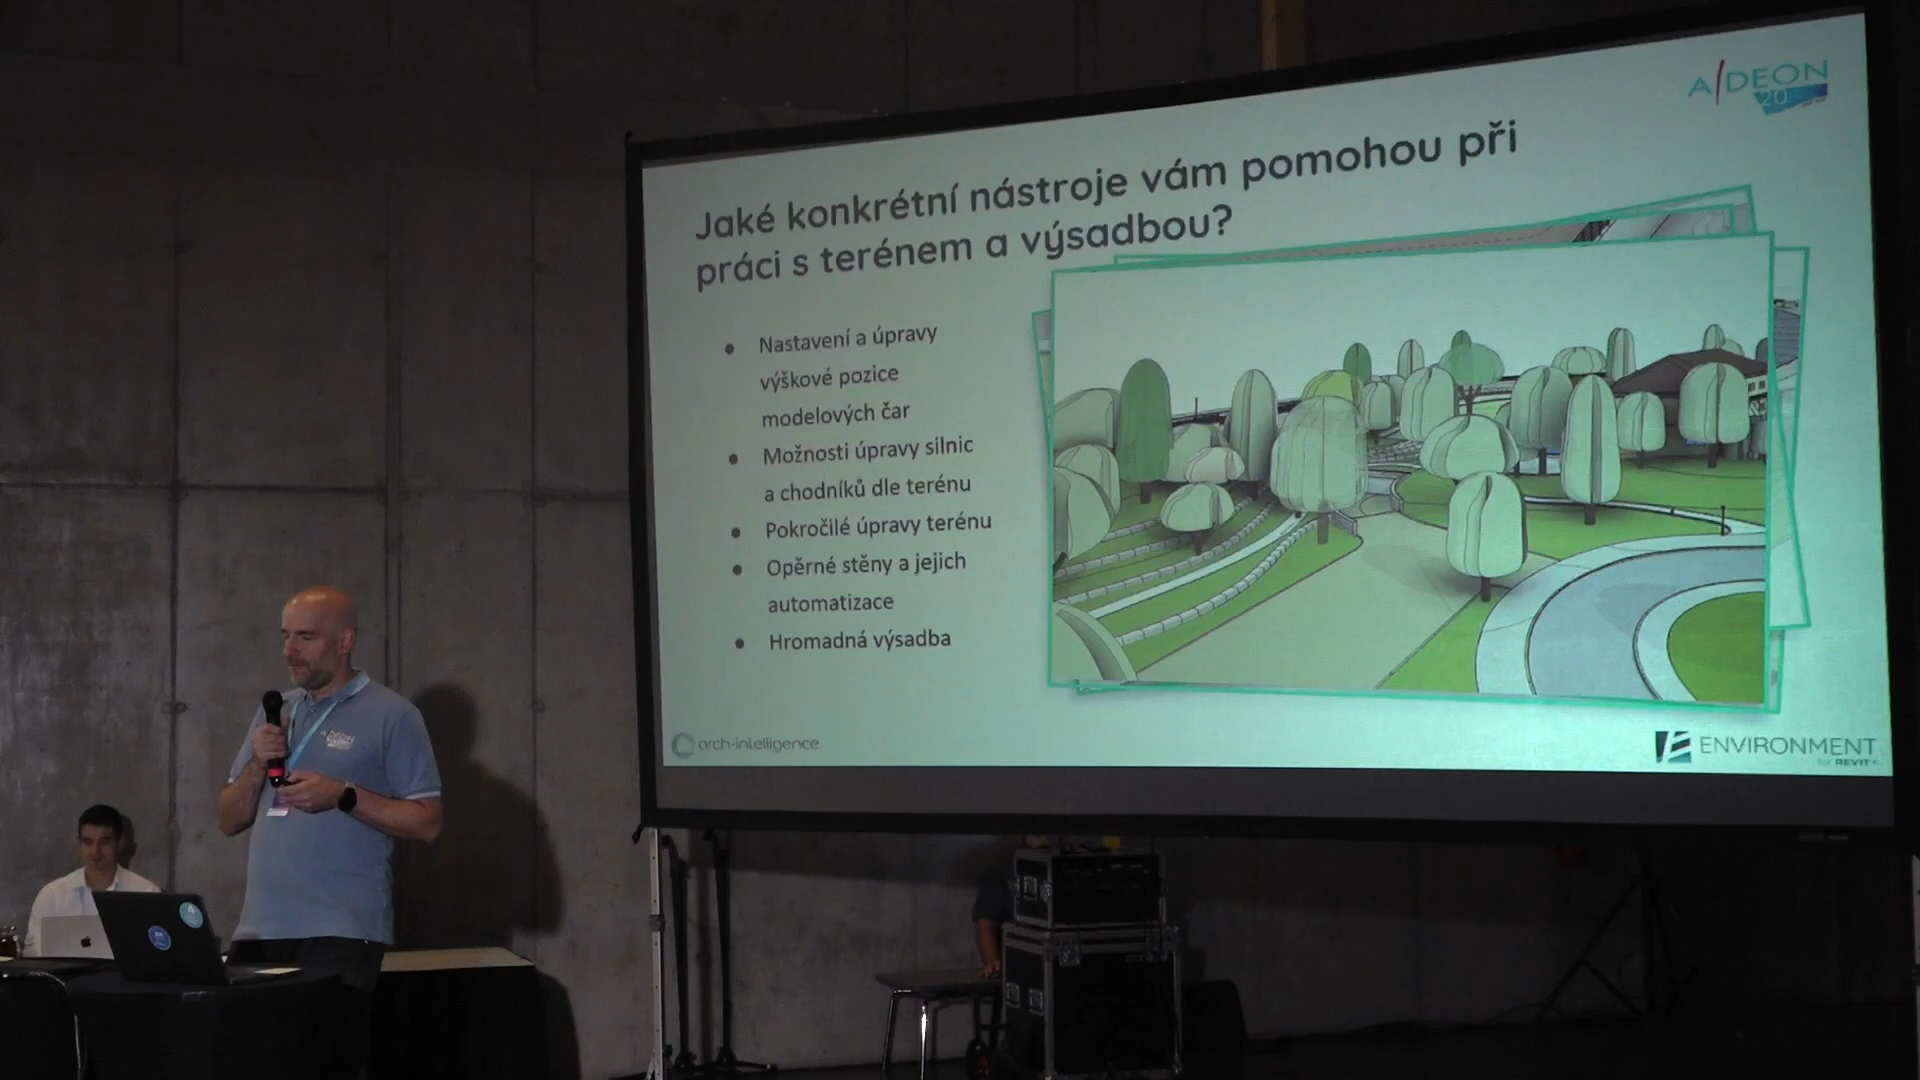 A/DEON
20
Jaké konkrétní nástroje vám pomohou při
práci s terénem a výsadbou?
● Nastavení a úpravy
výškové pozice
modelových čar
● Možnosti úpravy silnic
a chodníků dle terénu
● Pokročilé úpravy terénu
● Opěrné stěny a jejich
automatizace
● Hromadná výsadba
arch-intelligence
ENVIRONMENT
for REVIT